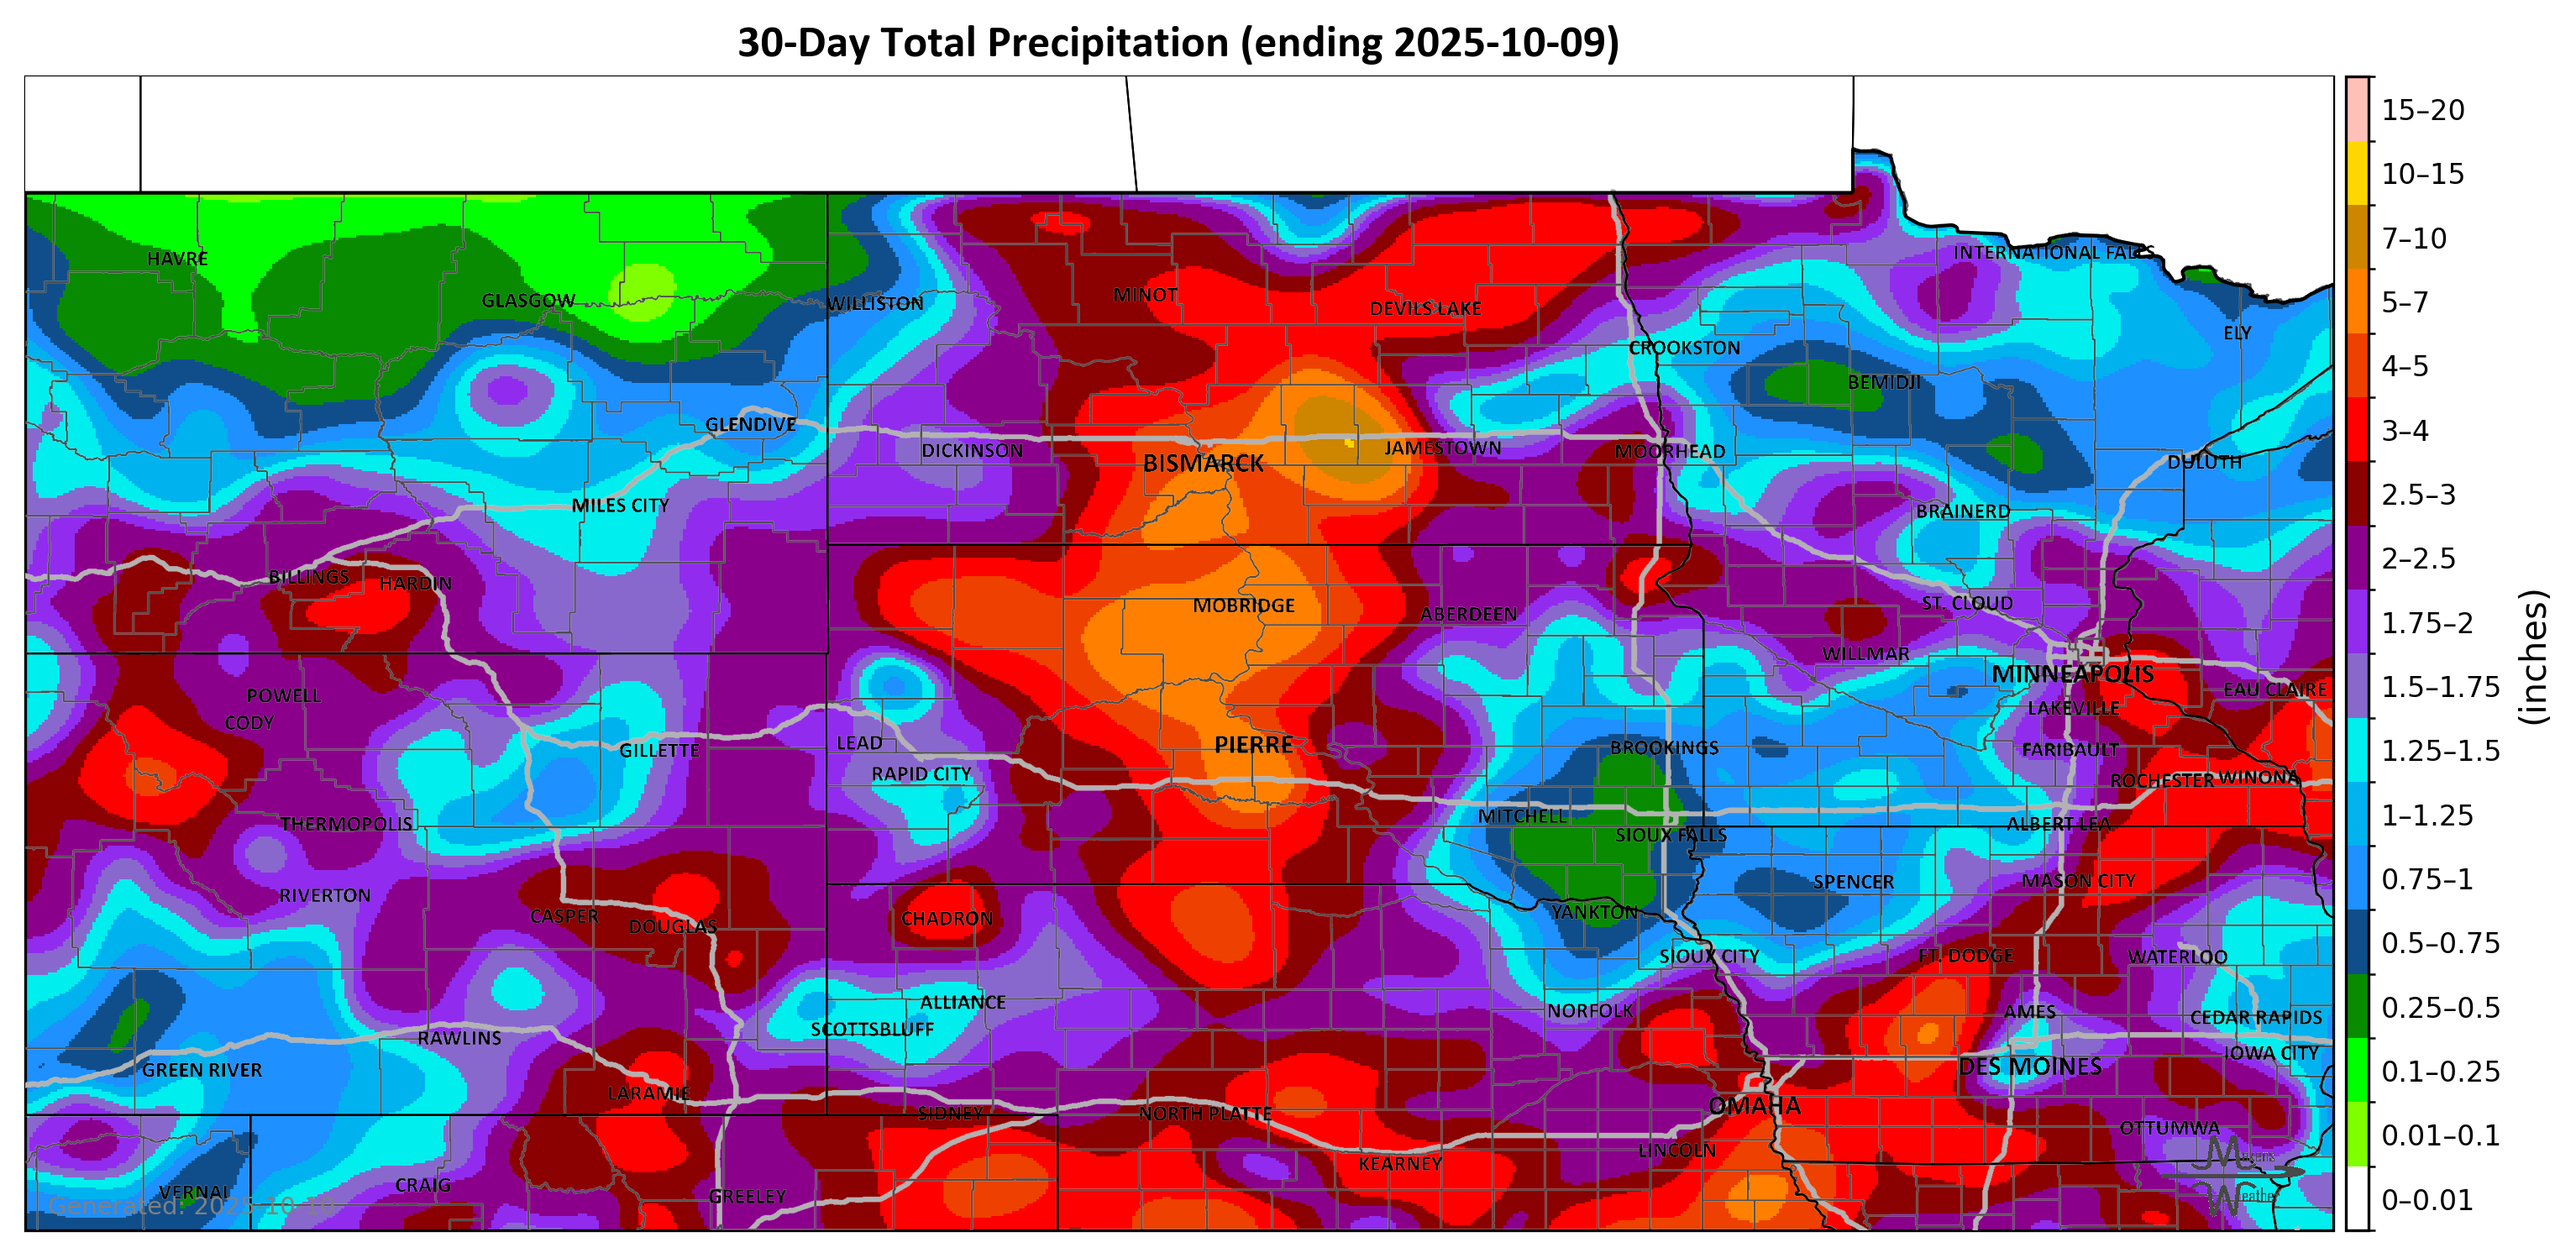 30-Day Total Precipitation (ending 2025-10-09)
15–20
10–15
7–10
5–7
4–5
3–4
2.5–3
2–2.5
1.75–2
1.5–1.75
1.25–1.5
1–1.25
0.75–1
0.5–0.75
0.25–0.5
0.1–0.25
0.01–0.1
0–0.01
(inches)
HAVRE
INTERNATIONAL FALLS
GLASGOW
WILLISTON
MINOT
DEVILS LAKE
ELY
CROOKSTON
BEMIDJI
GLENDIVE
DICKINSON
BISMARCK
JAMESTOWN
MOORHEAD
DULUTH
MILES CITY
BRAINERD
BILLINGS
HARDIN
MOBRIDGE
ABERDEEN
ST. CLOUD
WILLMAR
MINNEAPOLIS
POWELL
EAU CLAIRE
CODY
LAKEVILLE
GILLETTE
LEAD
PIERRE
BROOKINGS
FARIBAULT
RAPID CITY
ROCHESTER
WINONA
THERMOPOLIS
MITCHELL
SIOUX FALLS
ALBERT LEA
RIVERTON
SPENCER
MASON CITY
CASPER
DOUGLAS
CHADRON
YANKTON
SIOUX CITY
FT. DODGE
WATERLOO
ALLIANCE
NORFOLK
AMES
CEDAR RAPIDS
SCOTTSBLUFF
RAWLINS
IOWA CITY
GREEN RIVER
DES MOINES
LARAMIE
SIDNEY
NORTH PLATTE
OMAHA
OTTUMWA
LINCOLN
KEARNEY
VERNAL
CRAIG
GREELEY
Generated: 2025-10-10
Weather